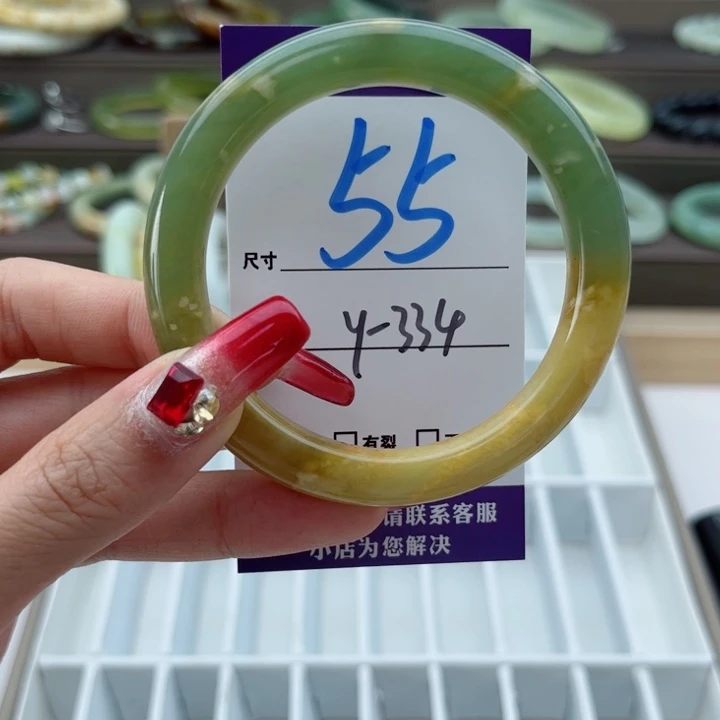 55
尺寸
y-334
□有裂 □
请联系客服
小店为您解决